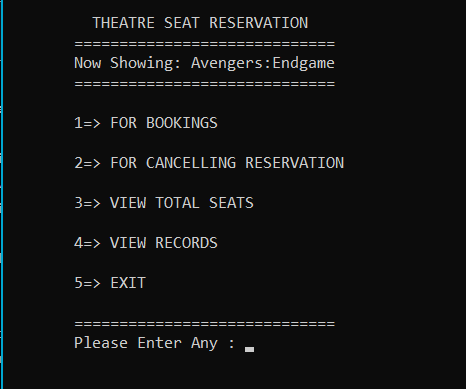 THEATRE SEAT RESERVATION
=============================
Now Showing: Avengers:Endgame
=============================
1=> FOR BOOKINGS
2=> FOR CANCELLING RESERVATION
3=> VIEW TOTAL SEATS
4=> VIEW RECORDS
5=> EXIT
=============================
Please Enter Any : _